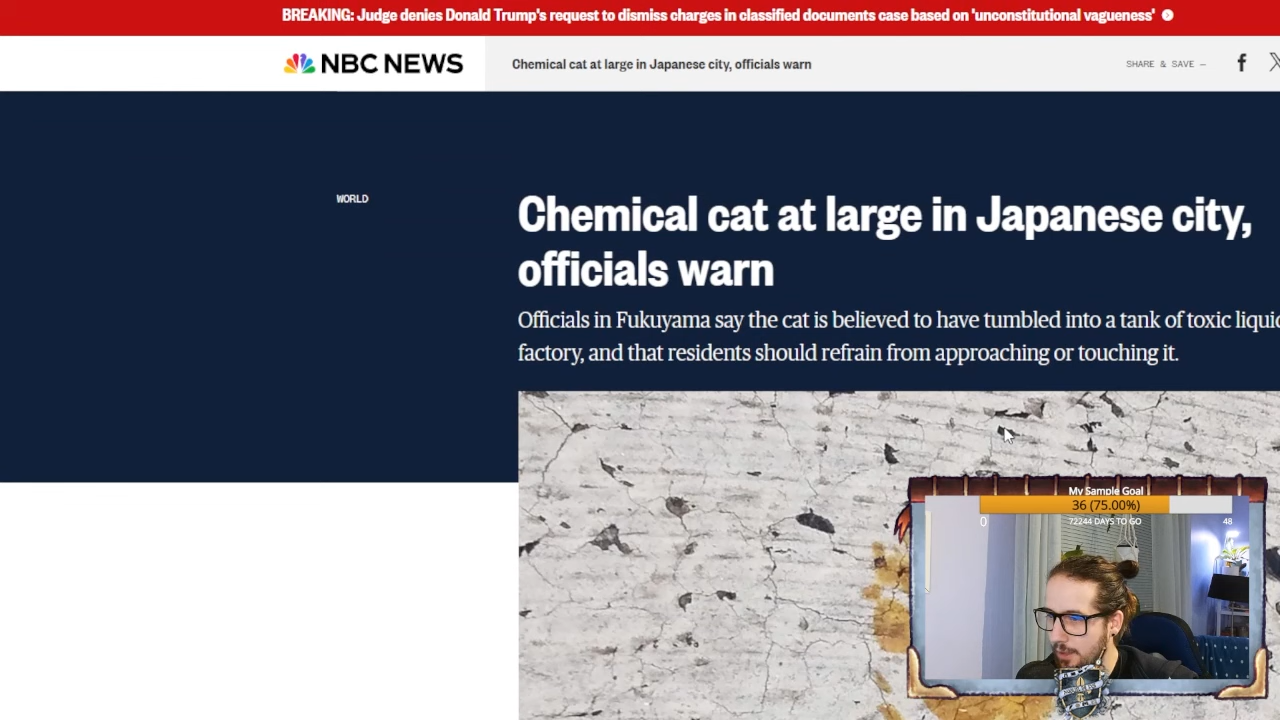 BREAKING: Judge denies Donald Trump's request to dismiss charges in classified documents case based on 'unconstitutional vagueness'
NBC NEWS
Chemical cat at large in Japanese city, officials warn
SHARE & SAVE –
WORLD
Chemical cat at large in Japanese city,
officials warn
Officials in Fukuyama say the cat is believed to have tumbled into a tank of toxic
factory, and that residents should refrain from approaching or touching it.
My Sample Goal
36 (75.00%)
0
72244 DAYS TO GO
48